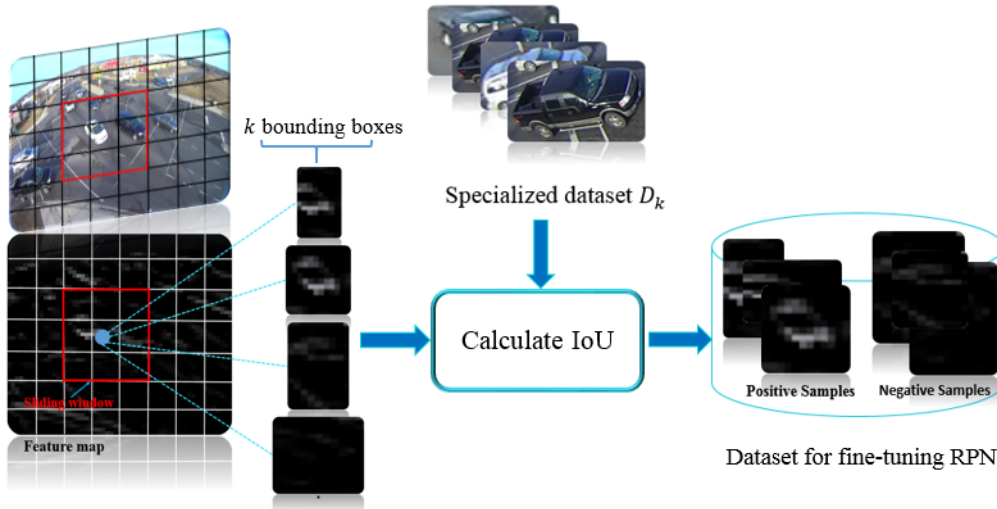 k bounding boxes
Specialized dataset D_k
Calculate IoU
Sliding window
Feature map
Positive Samples
Negative Samples
Dataset for fine-tuning RPN